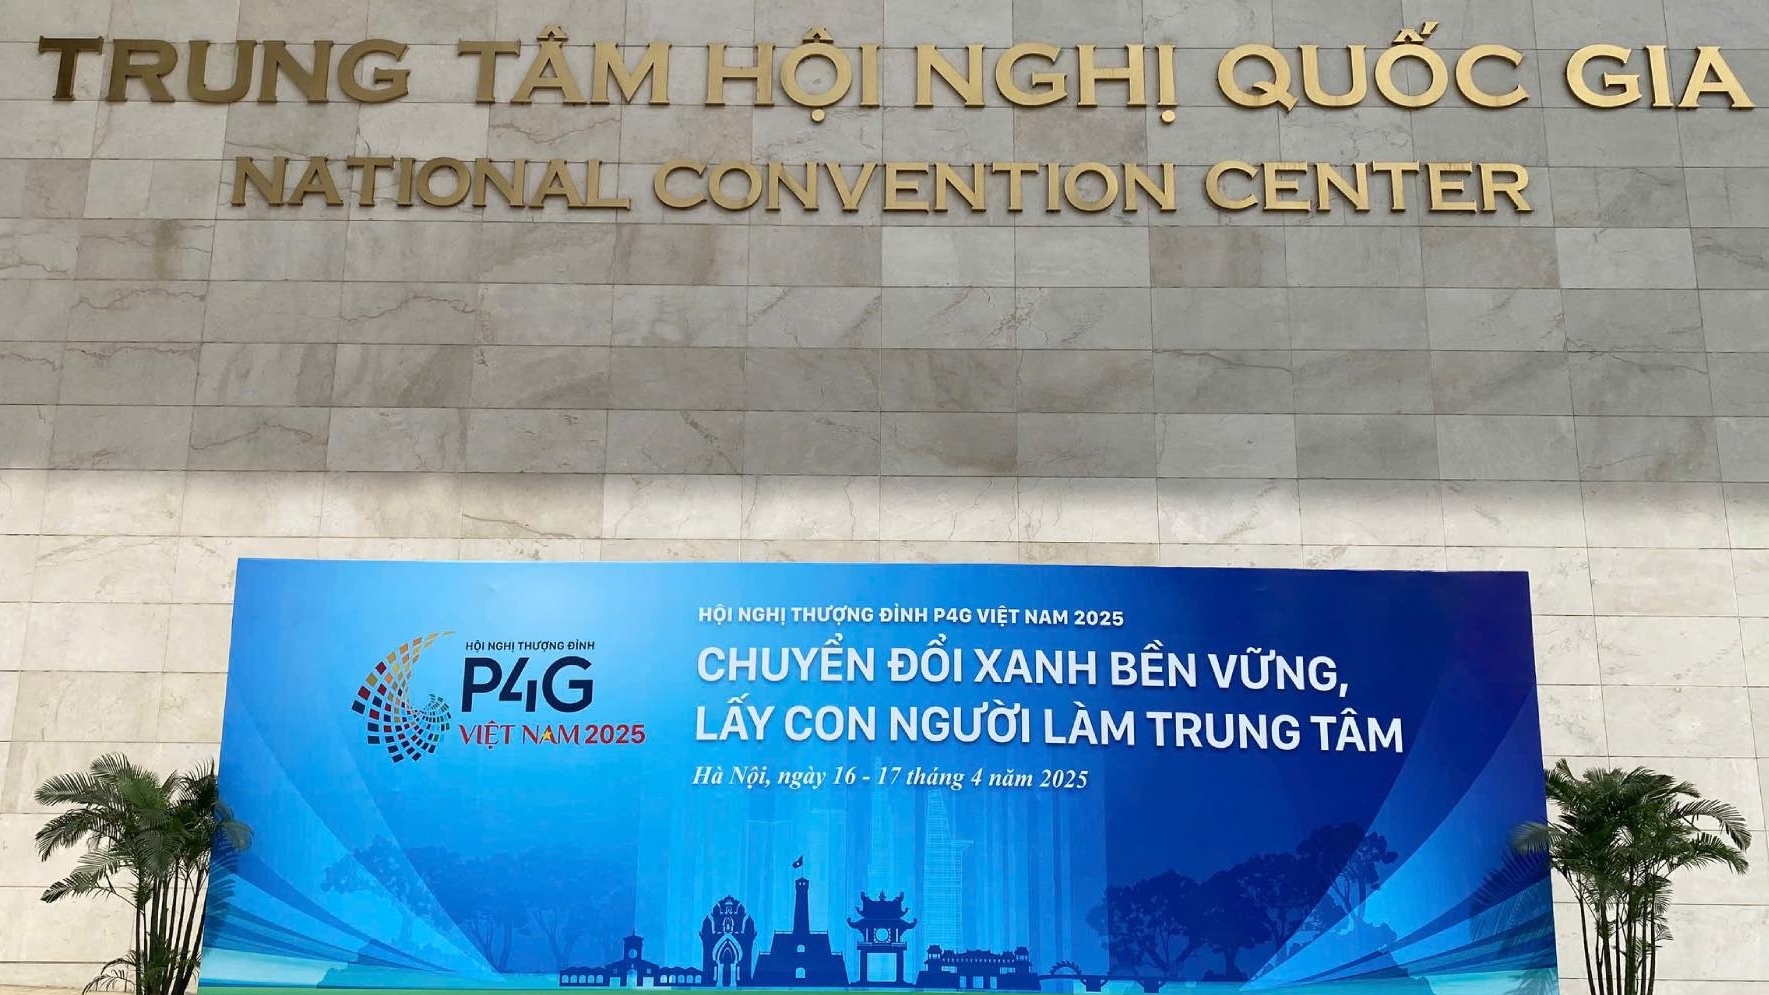 TRUNG TÂM HỘI NGHỊ QUỐC GIA
NATIONAL CONVENTION CENTER
HỘI NGHỊ THƯỢNG ĐỈNH
P4G
VIỆT NAM 2025
HỘI NGHỊ THƯỢNG ĐỈNH P4G VIỆT NAM 2025
CHUYỂN ĐỔI XANH BỀN VỮNG,
LẤY CON NGƯỜI LÀM TRUNG TÂM
Hà Nội, ngày 16 - 17 tháng 4 năm 2025